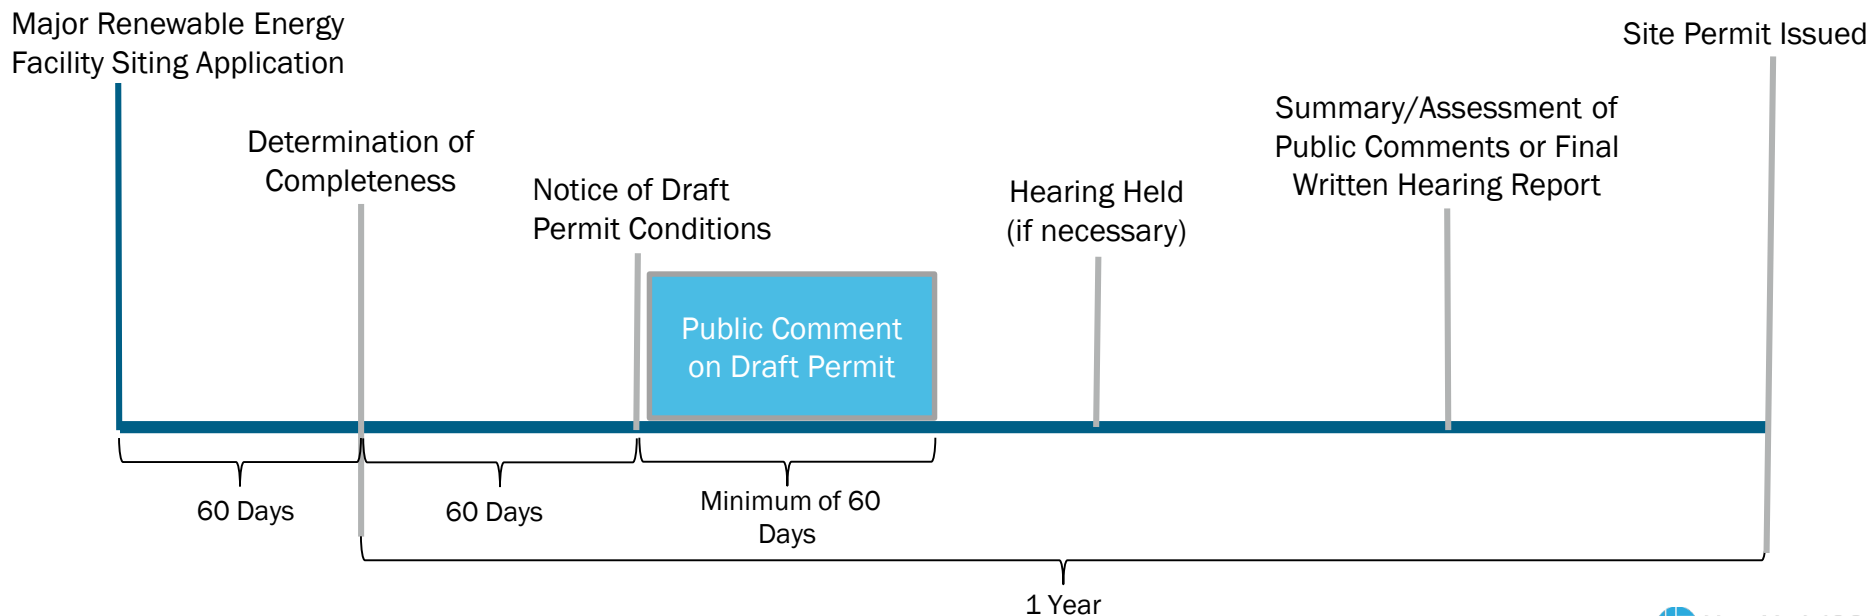 Major Renewable Energy
Facility Siting Application
Site Permit Issued
Determination of
Completeness
Notice of Draft
Permit Conditions
Hearing Held
(if necessary)
Summary/Assessment of
Public Comments or Final
Written Hearing Report
Public Comment
on Draft Permit
60 Days
60 Days
Minimum of 60
Days
1 Year